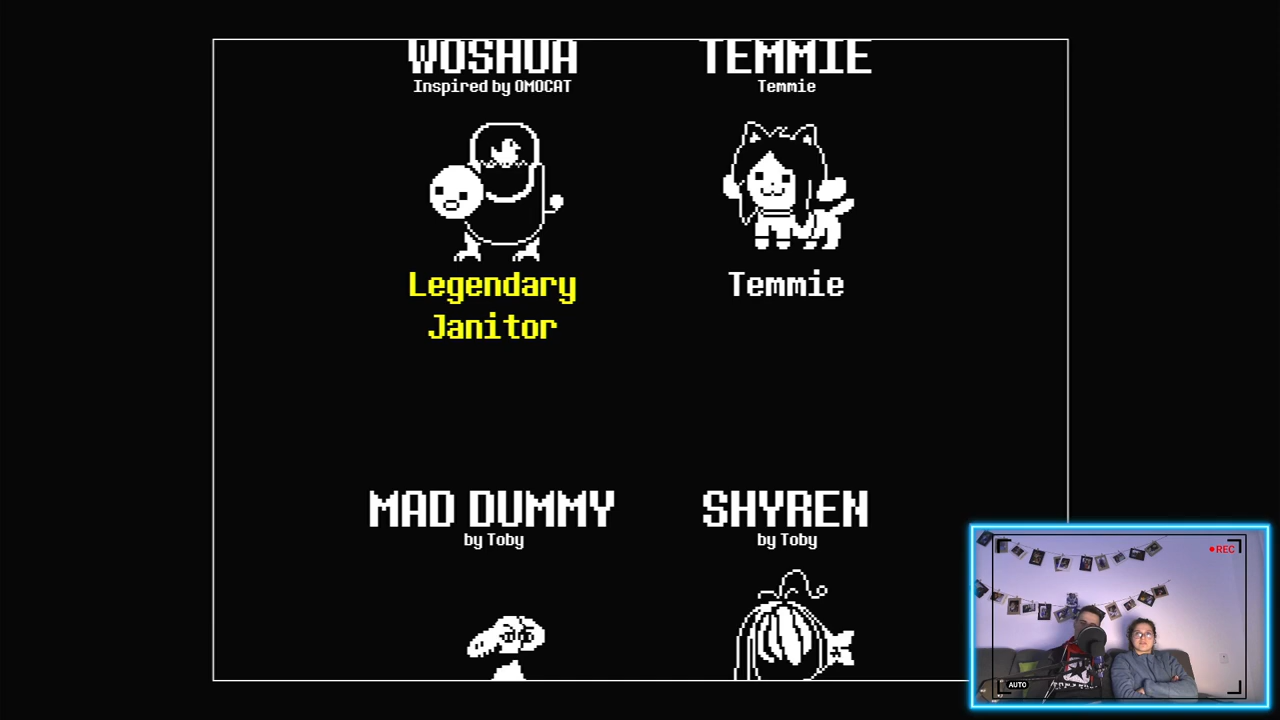 WOSHUA
Inspired by OMOCAT
TEMMIE
Temmie
Legendary
Janitor
Temmie
MAD DUMMY
by Toby
SHYREN
by Toby
REC
AUTO